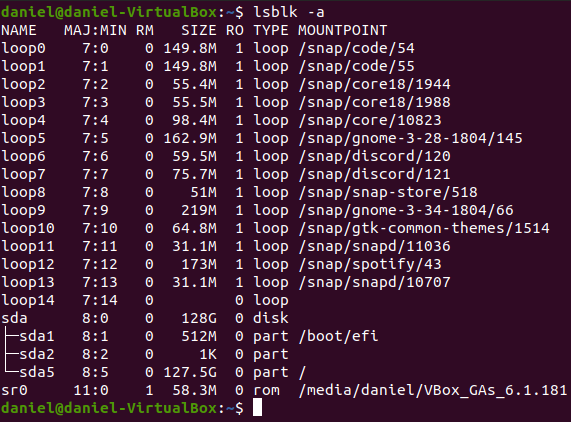 daniel@daniel-VirtualBox:~$ lsblk -a
NAME   MAJ:MIN RM   SIZE RO TYPE MOUNTPOINT
loop0    7:0    0 149.8M  1 loop /snap/code/54
loop1    7:1    0 149.8M  1 loop /snap/code/55
loop2    7:2    0  55.4M  1 loop /snap/core18/1944
loop3    7:3    0  55.5M  1 loop /snap/core18/1988
loop4    7:4    0  98.4M  1 loop /snap/core/10823
loop5    7:5    0 162.9M  1 loop /snap/gnome-3-28-1804/145
loop6    7:6    0  59.5M  1 loop /snap/discord/120
loop7    7:7    0  75.7M  1 loop /snap/discord/121
loop8    7:8    0    51M  1 loop /snap/snap-store/518
loop9    7:9    0   219M  1 loop /snap/gnome-3-34-1804/66
loop10   7:10   0  64.8M  1 loop /snap/gtk-common-themes/1514
loop11   7:11   0  31.1M  1 loop /snap/snapd/11036
loop12   7:12   0   173M  1 loop /snap/spotify/43
loop13   7:13   0  31.1M  1 loop /snap/snapd/10707
loop14   7:14   0         0 loop
sda      8:0    0   128G  0 disk
├─sda1   8:1    0   512M  0 part /boot/efi
├─sda2   8:2    0     1K  0 part
└─sda5   8:5    0 127.5G  0 part /
sr0     11:0    1  58.3M  0 rom  /media/daniel/VBox_GAs_6.1.181
daniel@daniel-VirtualBox:~$